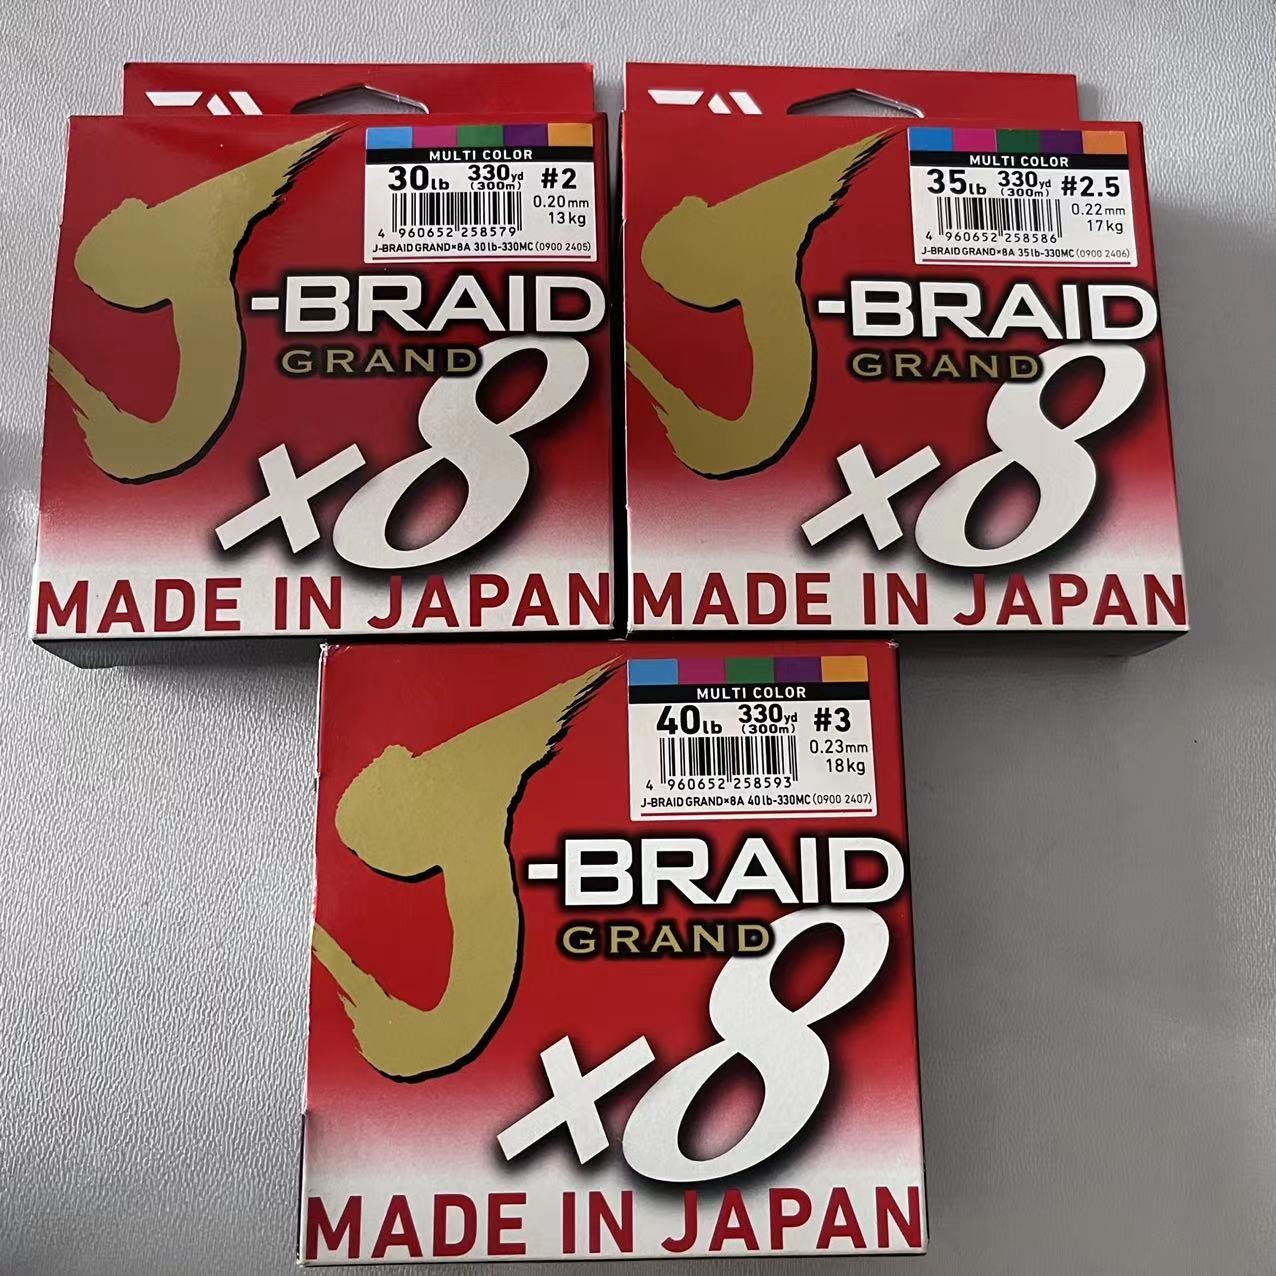 MULTI COLOR
30lb 330yd (300m) #2
0.20mm
13kg
4 960652 258579
J-BRAID GRAND×8A 30lb-330MC (0900 2405)
J-BRAID
GRAND
×8
MADE IN JAPAN
MULTI COLOR
35lb 330yd (300m) #2.5
0.22mm
17kg
4 960652 258586
J-BRAID GRAND×8A 35lb-330MC (0900 2406)
J-BRAID
GRAND
×8
MADE IN JAPAN
MULTI COLOR
40lb 330yd (300m) #3
0.23mm
18kg
4 960652 258593
J-BRAID GRAND×8A 40lb-330MC (0900 2407)
J-BRAID
GRAND
×8
MADE IN JAPAN